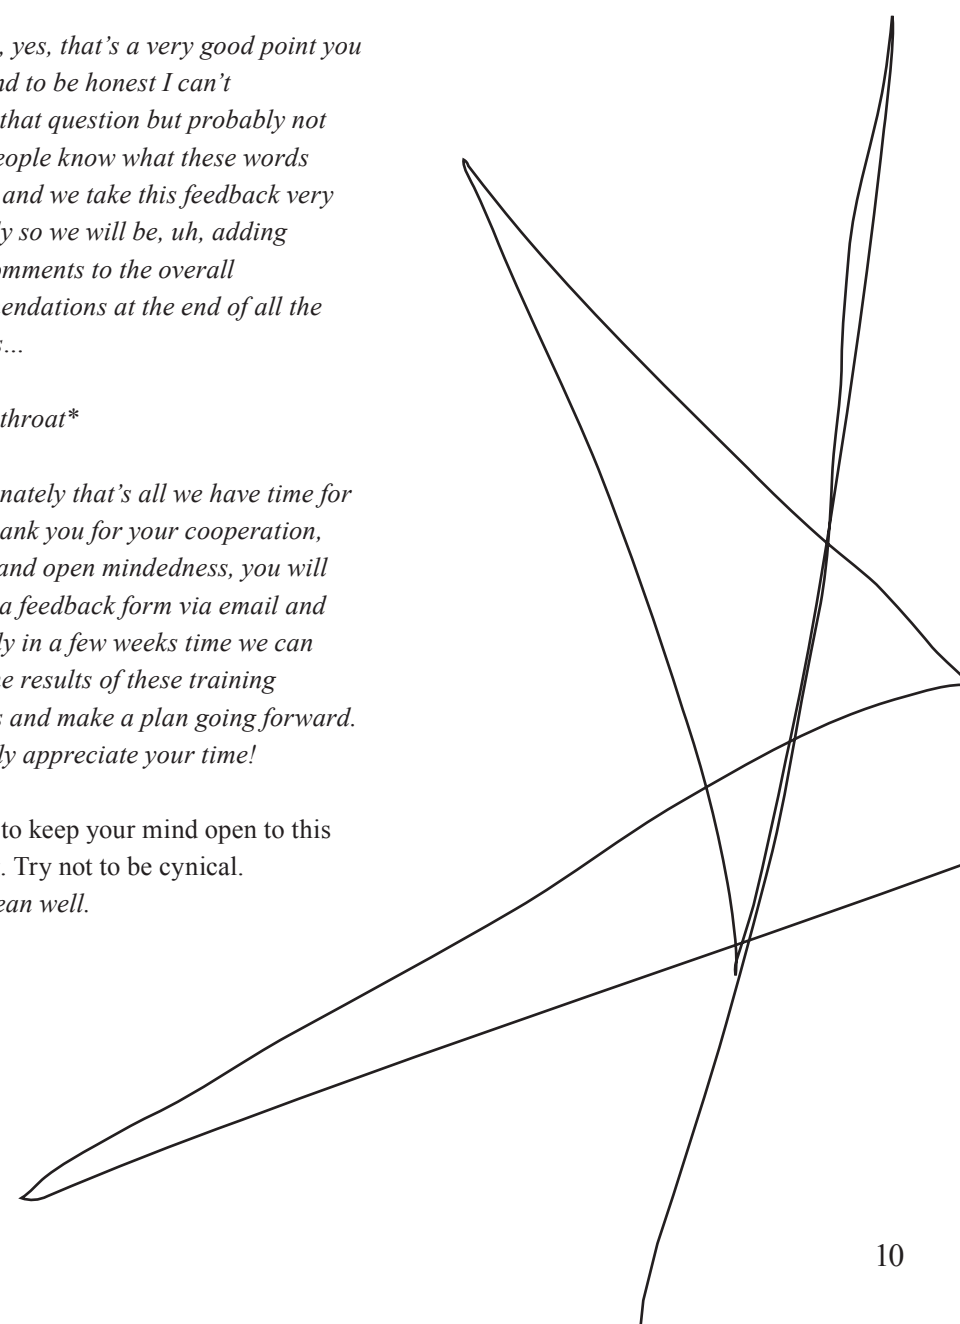 , yes, that’s a very good point you
nd to be honest I can’t
that question but probably not
eople know what these words
and we take this feedback very
ly so we will be, uh, adding
omments to the overall
endations at the end of all the
s...
throat*
nately that’s all we have time for
ank you for your cooperation,
and open mindedness, you will
a feedback form via email and
ly in a few weeks time we can
e results of these training
s and make a plan going forward.
ly appreciate your time!
to keep your mind open to this
. Try not to be cynical.
ean well.
10